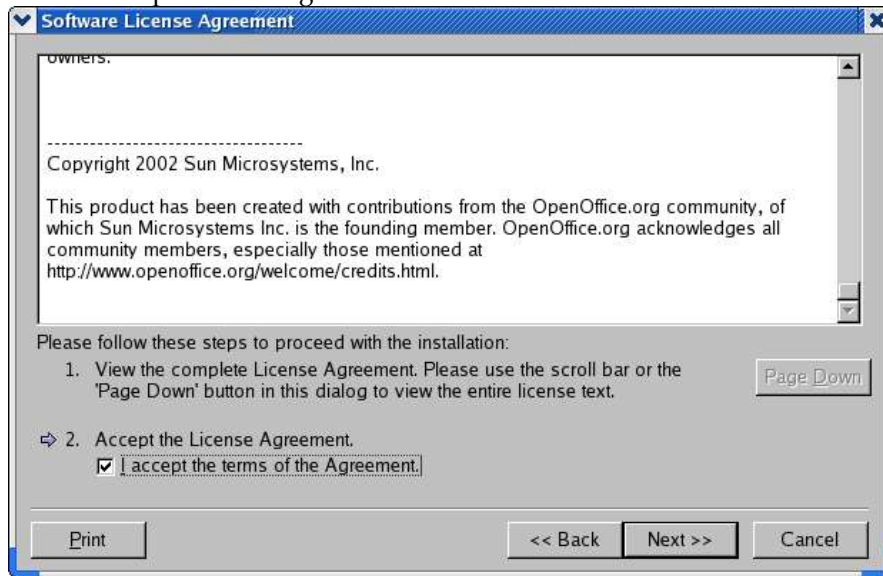 Software License Agreement
owners.
-----------------------------------
Copyright 2002 Sun Microsystems, Inc.
This product has been created with contributions from the OpenOffice.org community, of
which Sun Microsystems Inc. is the founding member. OpenOffice.org acknowledges all
community members, especially those mentioned at
http://www.openoffice.org/welcome/credits.html.
Please follow these steps to proceed with the installation:
1. View the complete License Agreement. Please use the scroll bar or the
'Page Down' button in this dialog to view the entire license text.
Page Down
2. Accept the License Agreement.
I accept the terms of the Agreement.
Print
<< Back
Next >>
Cancel